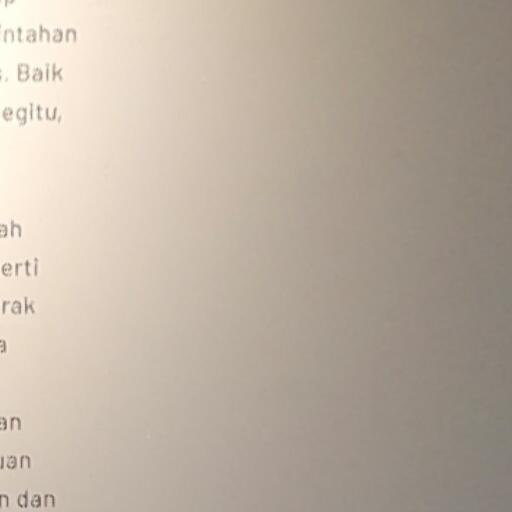 ntahan
. Baik
egitu,
ah
erti
rak
a
an
uan
n dan